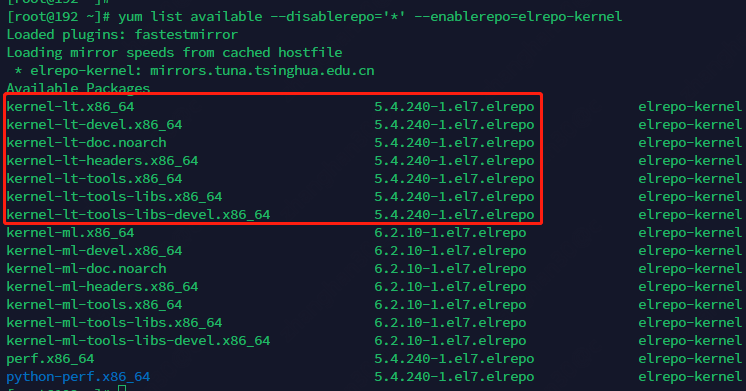 [root@192 ~]#
[root@192 ~]# yum list available --disablerepo='*' --enablerepo=elrepo-kernel
Loaded plugins: fastestmirror
Loading mirror speeds from cached hostfile
 * elrepo-kernel: mirrors.tuna.tsinghua.edu.cn
Available Packages
kernel-lt.x86_64 5.4.240-1.el7.elrepo elrepo-kernel
kernel-lt-devel.x86_64 5.4.240-1.el7.elrepo elrepo-kernel
kernel-lt-doc.noarch 5.4.240-1.el7.elrepo elrepo-kernel
kernel-lt-headers.x86_64 5.4.240-1.el7.elrepo elrepo-kernel
kernel-lt-tools.x86_64 5.4.240-1.el7.elrepo elrepo-kernel
kernel-lt-tools-libs.x86_64 5.4.240-1.el7.elrepo elrepo-kernel
kernel-lt-tools-libs-devel.x86_64 5.4.240-1.el7.elrepo elrepo-kernel
kernel-ml.x86_64 6.2.10-1.el7.elrepo elrepo-kernel
kernel-ml-devel.x86_64 6.2.10-1.el7.elrepo elrepo-kernel
kernel-ml-doc.noarch 6.2.10-1.el7.elrepo elrepo-kernel
kernel-ml-headers.x86_64 6.2.10-1.el7.elrepo elrepo-kernel
kernel-ml-tools.x86_64 6.2.10-1.el7.elrepo elrepo-kernel
kernel-ml-tools-libs.x86_64 6.2.10-1.el7.elrepo elrepo-kernel
kernel-ml-tools-libs-devel.x86_64 6.2.10-1.el7.elrepo elrepo-kernel
perf.x86_64 5.4.240-1.el7.elrepo elrepo-kernel
python-perf.x86_64 5.4.240-1.el7.elrepo elrepo-kernel